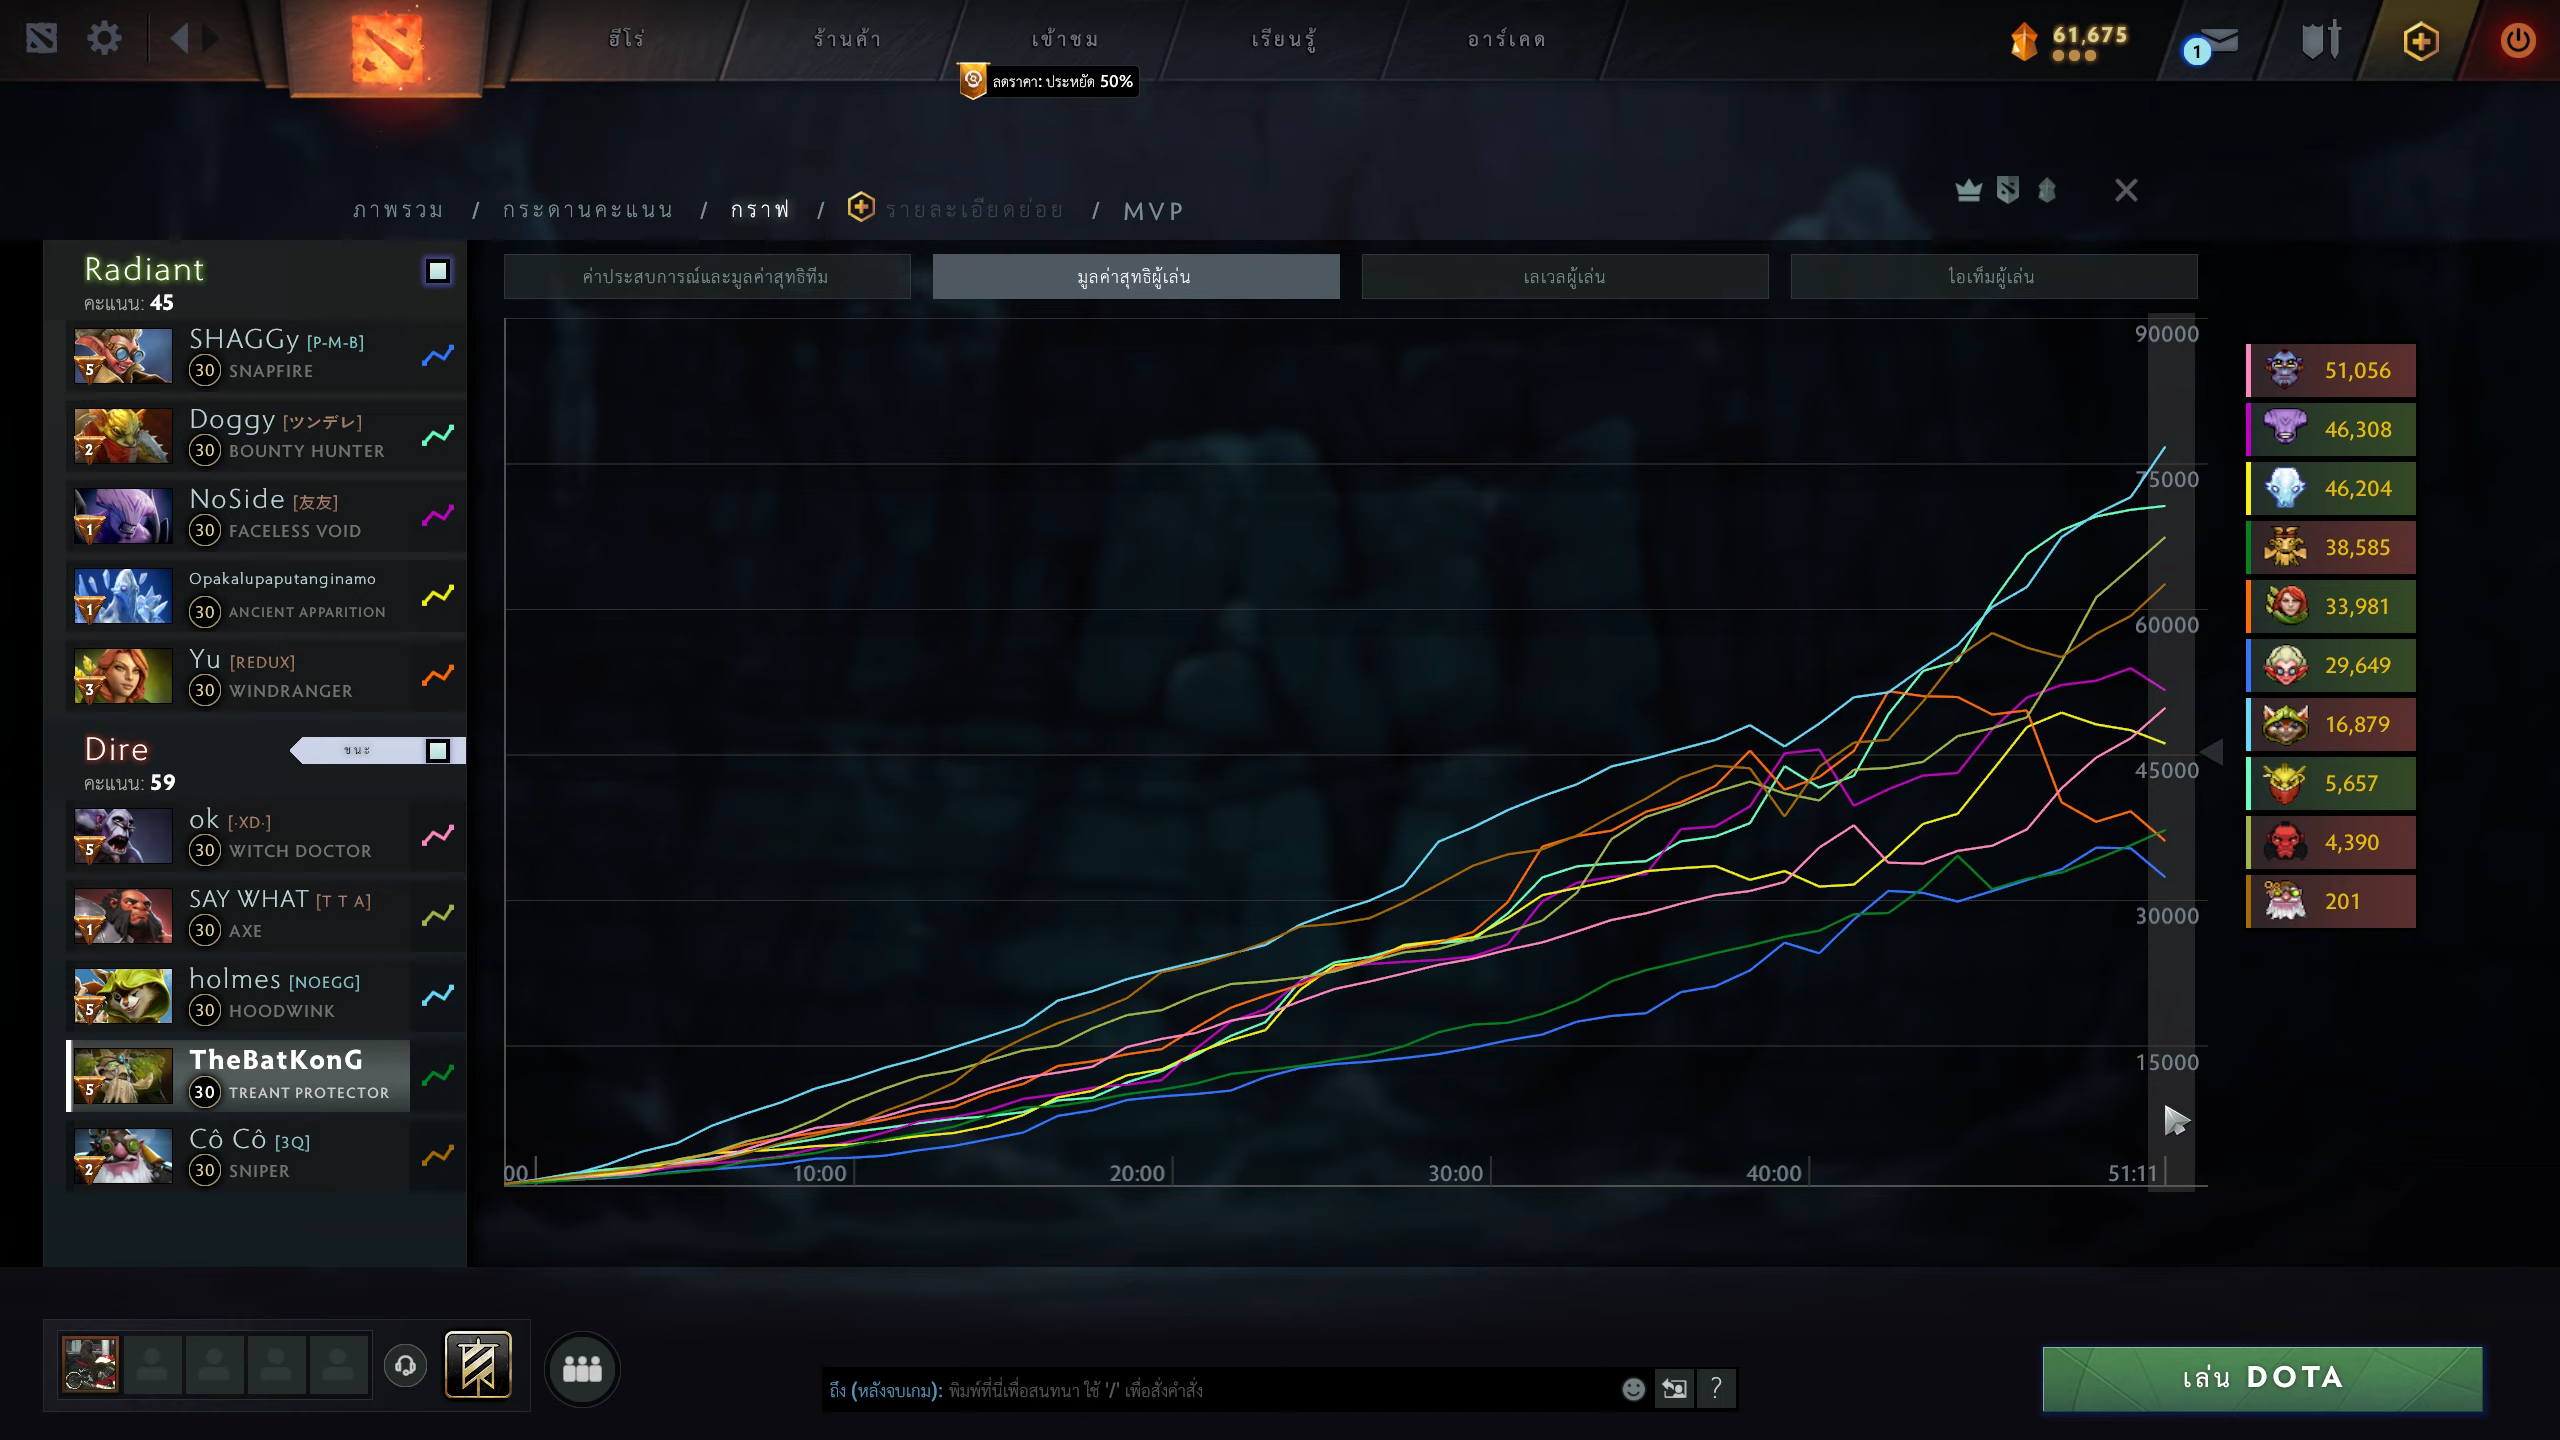 ฮีโร่
ร้านค้า
เข้าชม
เรียนรู้
อาร์เคด
61,675
1
ลดราคา: ประหยัด 50%
ภาพรวม / กระดานคะแนน / กราฟ / รายละเอียดย่อย / MVP
Radiant
คะแนน: 45
5
SHAGGy [P-M-B]
30 SNAPFIRE
2
Doggy [ツンデレ]
30 BOUNTY HUNTER
1
NoSide [友友]
30 FACELESS VOID
1
Opakalupaputanginamo
30 ANCIENT APPARITION
3
Yu [REDUX]
30 WINDRANGER
Dire
ชนะ
คะแนน: 59
5
ok [·XD·]
30 WITCH DOCTOR
1
SAY WHAT [T T A]
30 AXE
5
holmes [NOEGG]
30 HOODWINK
5
TheBatKonG
30 TREANT PROTECTOR
2
Cô Cô [3Q]
30 SNIPER
ค่าประสบการณ์และมูลค่าสุทธิทีม
มูลค่าสุทธิผู้เล่น
เลเวลผู้เล่น
ไอเท็มผู้เล่น
90000
75000
60000
45000
30000
15000
00
10:00
20:00
30:00
40:00
51:11
51,056
46,308
46,204
38,585
33,981
29,649
16,879
5,657
4,390
201
ถึง (หลังจบเกม): พิมพ์ที่นี่เพื่อสนทนา ใช้ '/' เพื่อสั่งคำสั่ง
?
เล่น DOTA